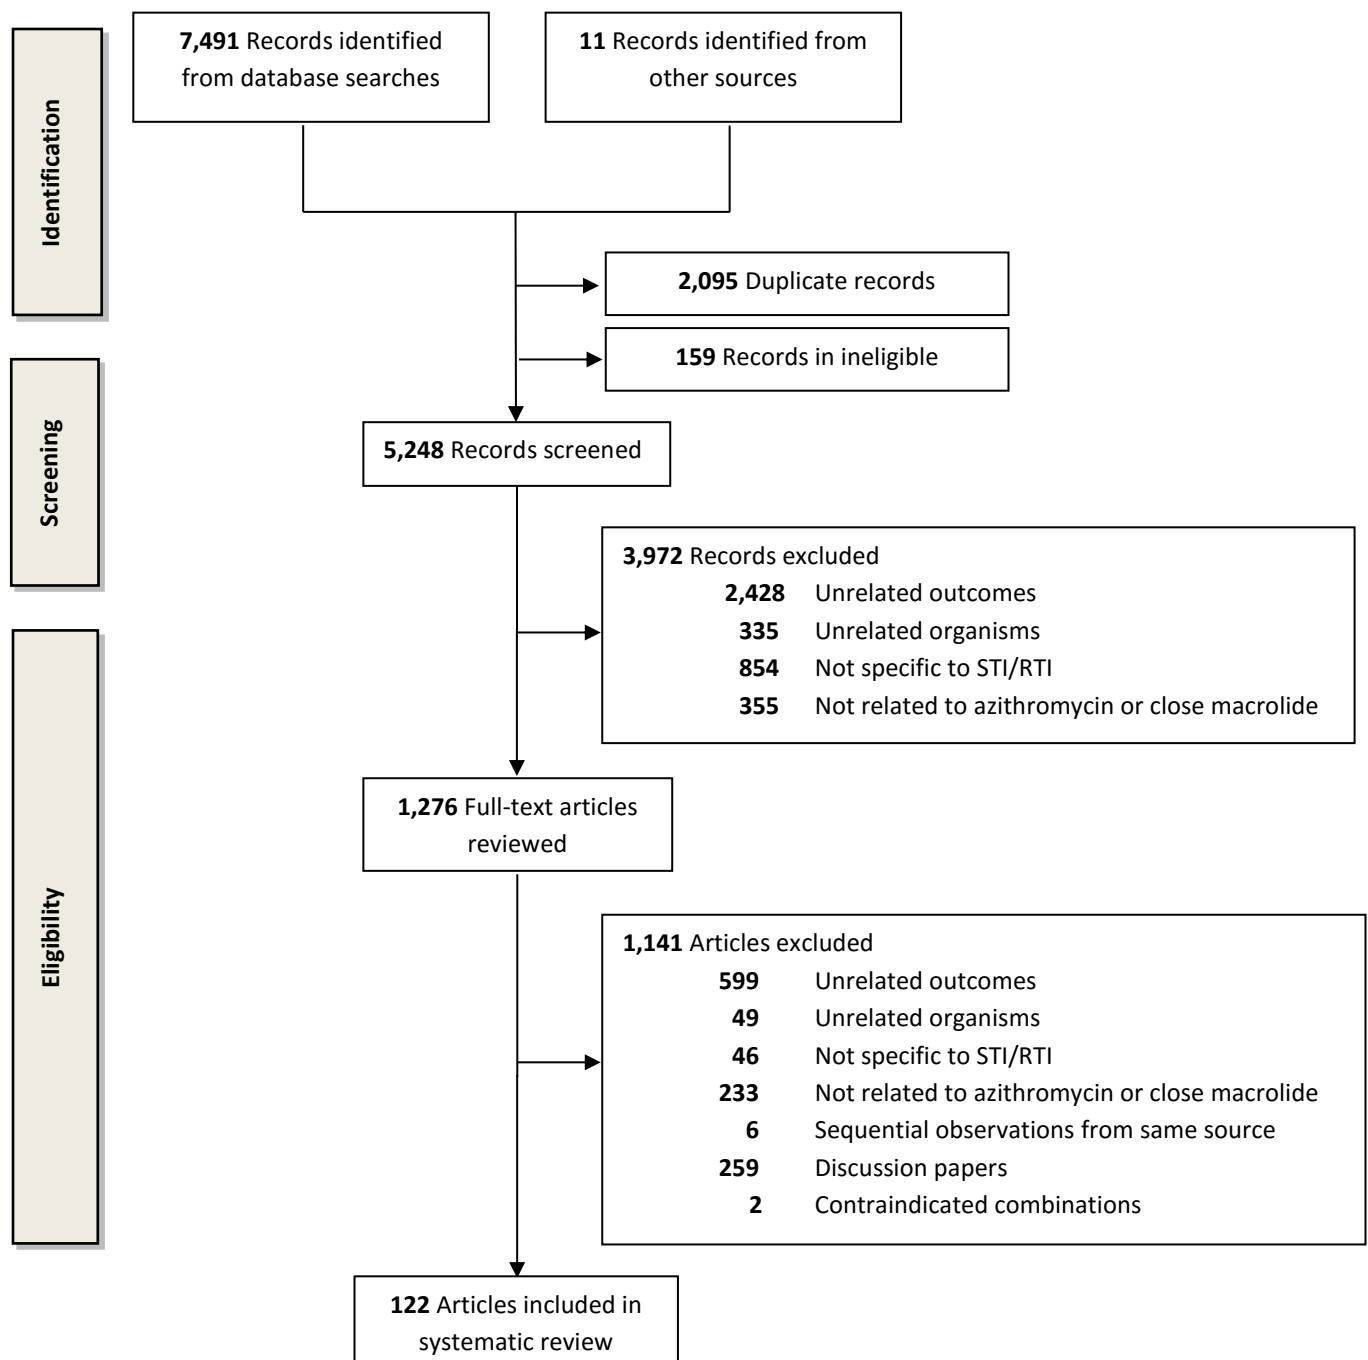 Identification
7,491 Records identified
from database searches
11 Records identified from
other sources
2,095 Duplicate records
159 Records in ineligible
Screening
5,248 Records screened
3,972 Records excluded
2,428 Unrelated outcomes
335 Unrelated organisms
854 Not specific to STI/RTI
355 Not related to azithromycin or close macrolide
Eligibility
1,276 Full-text articles
reviewed
1,141 Articles excluded
599 Unrelated outcomes
49 Unrelated organisms
46 Not specific to STI/RTI
233 Not related to azithromycin or close macrolide
6 Sequential observations from same source
259 Discussion papers
2 Contraindicated combinations
122 Articles included in
systematic review